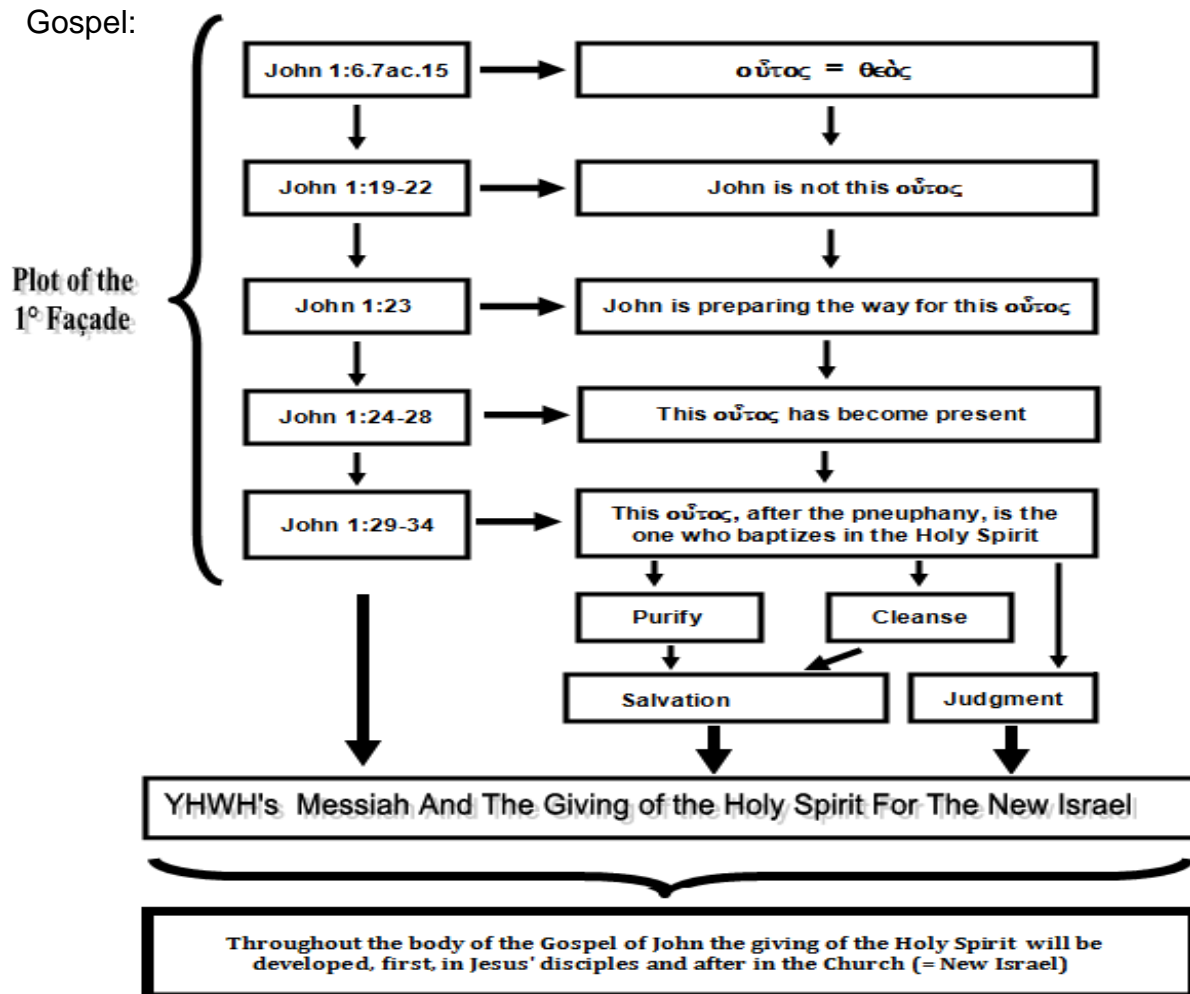 Gospel:
John 1:6.7ac.15
οὗτος = θεὸς
John 1:19-22
John is not this οὗτος
Plot of the
1° Façade
John 1:23
John is preparing the way for this οὗτος
John 1:24-28
This οὗτος has become present
John 1:29-34
This οὗτος, after the pneuphany, is the
one who baptizes in the Holy Spirit
Purify
Cleanse
Salvation
Judgment
YHWH's Messiah And The Giving of the Holy Spirit For The New Israel
Throughout the body of the Gospel of John the giving of the Holy Spirit will be
developed, first, in Jesus' disciples and after in the Church (= New Israel)